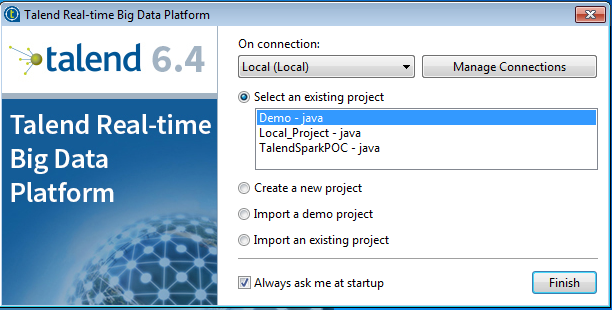 Talend Real-time Big Data Platform
talend 6.4
Talend Real-time
Big Data
Platform
On connection:
Local (Local)
Manage Connections
Select an existing project
Demo - java
Local_Project - java
TalendSparkPOC - java
Create a new project
Import a demo project
Import an existing project
Always ask me at startup
Finish